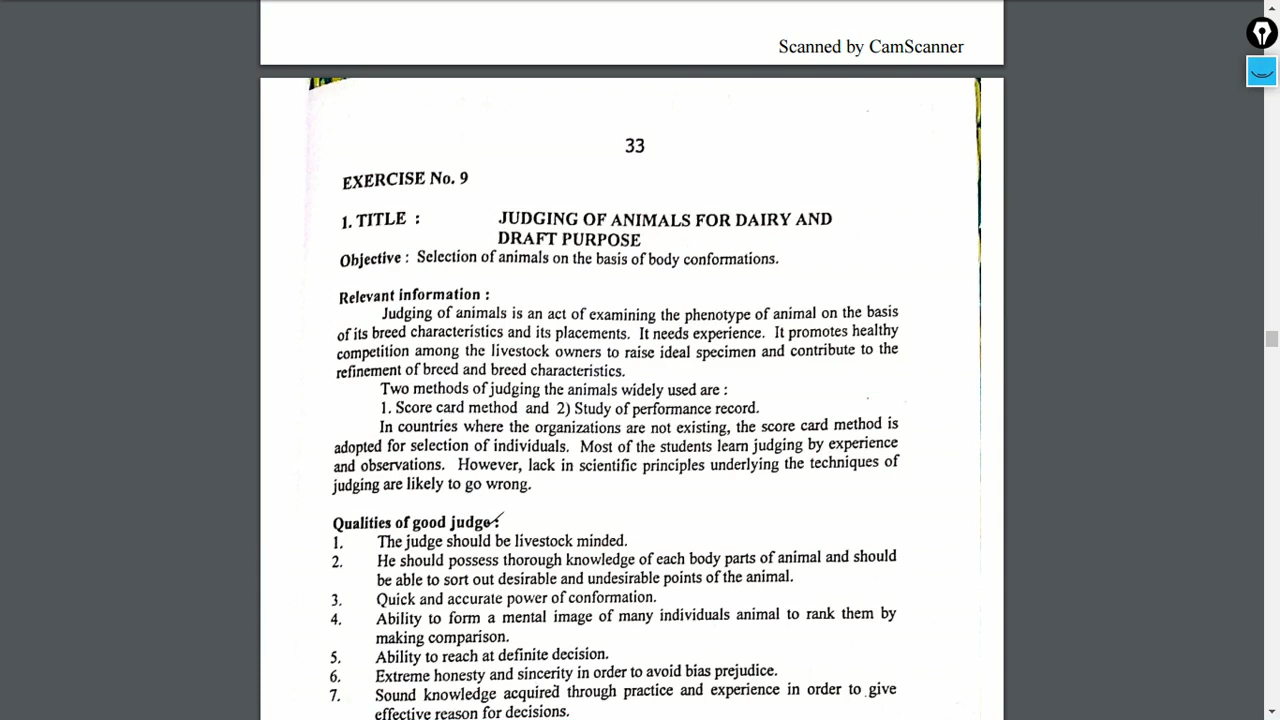 Scanned by CamScanner
33
EXERCISE No. 9
1. TITLE : JUDGING OF ANIMALS FOR DAIRY AND
DRAFT PURPOSE
Objective : Selection of animals on the basis of body conformations.
Relevant information :
Judging of animals is an act of examining the phenotype of animal on the basis
of its breed characteristics and its placements. It needs experience. It promotes healthy
competition among the livestock owners to raise ideal specimen and contribute to the
refinement of breed and breed characteristics.
Two methods of judging the animals widely used are :
1. Score card method and 2) Study of performance record.
In countries where the organizations are not existing, the score card method is
adopted for selection of individuals. Most of the students learn judging by experience
and observations. However, lack in scientific principles underlying the techniques of
judging are likely to go wrong.
Qualities of good judge :
1. The judge should be livestock minded.
2. He should possess thorough knowledge of each body parts of animal and should
be able to sort out desirable and undesirable points of the animal.
3. Quick and accurate power of conformation.
4. Ability to form a mental image of many individuals animal to rank them by
making comparison.
5. Ability to reach at definite decision.
6. Extreme honesty and sincerity in order to avoid bias prejudice.
7. Sound knowledge acquired through practice and experience in order to give
effective reason for decisions.